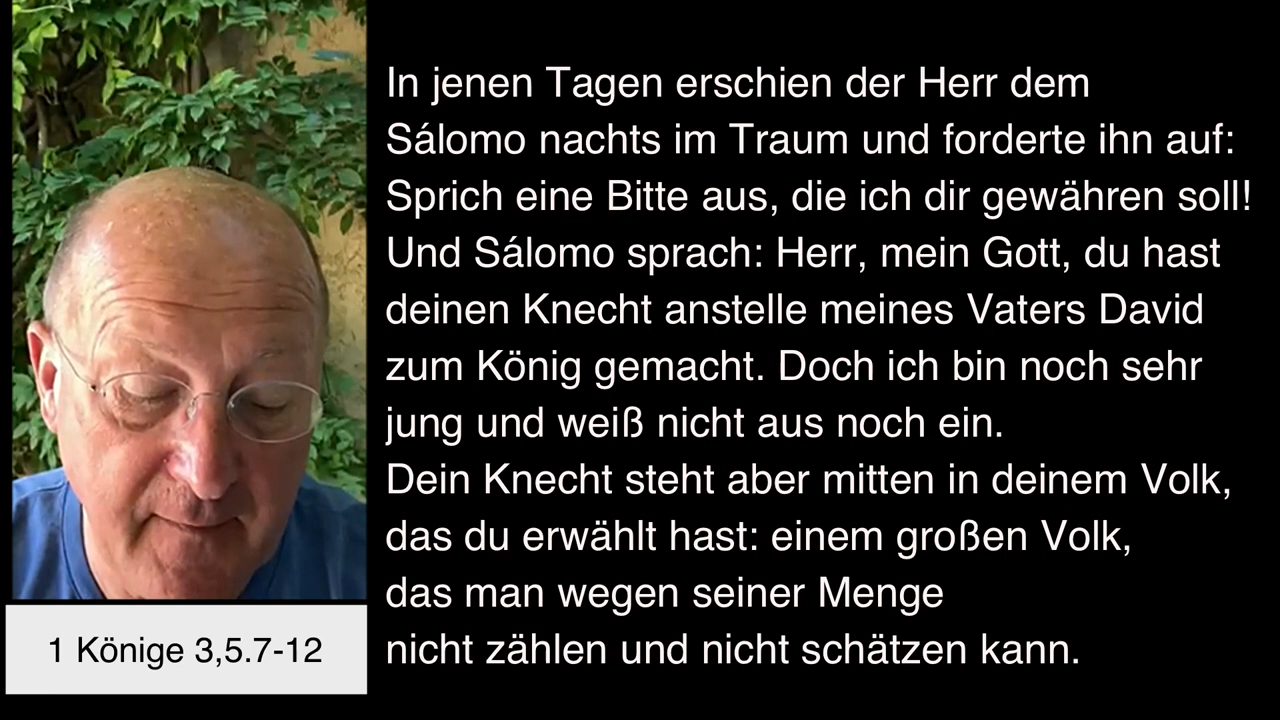 In jenen Tagen erschien der Herr dem
Sálomo nachts im Traum und forderte ihn auf:
Sprich eine Bitte aus, die ich dir gewähren soll!
Und Sálomo sprach: Herr, mein Gott, du hast
deinen Knecht anstelle meines Vaters David
zum König gemacht. Doch ich bin noch sehr
jung und weiß nicht aus noch ein.
Dein Knecht steht aber mitten in deinem Volk,
das du erwählt hast: einem großen Volk,
das man wegen seiner Menge
nicht zählen und nicht schätzen kann.
1 Könige 3,5.7-12